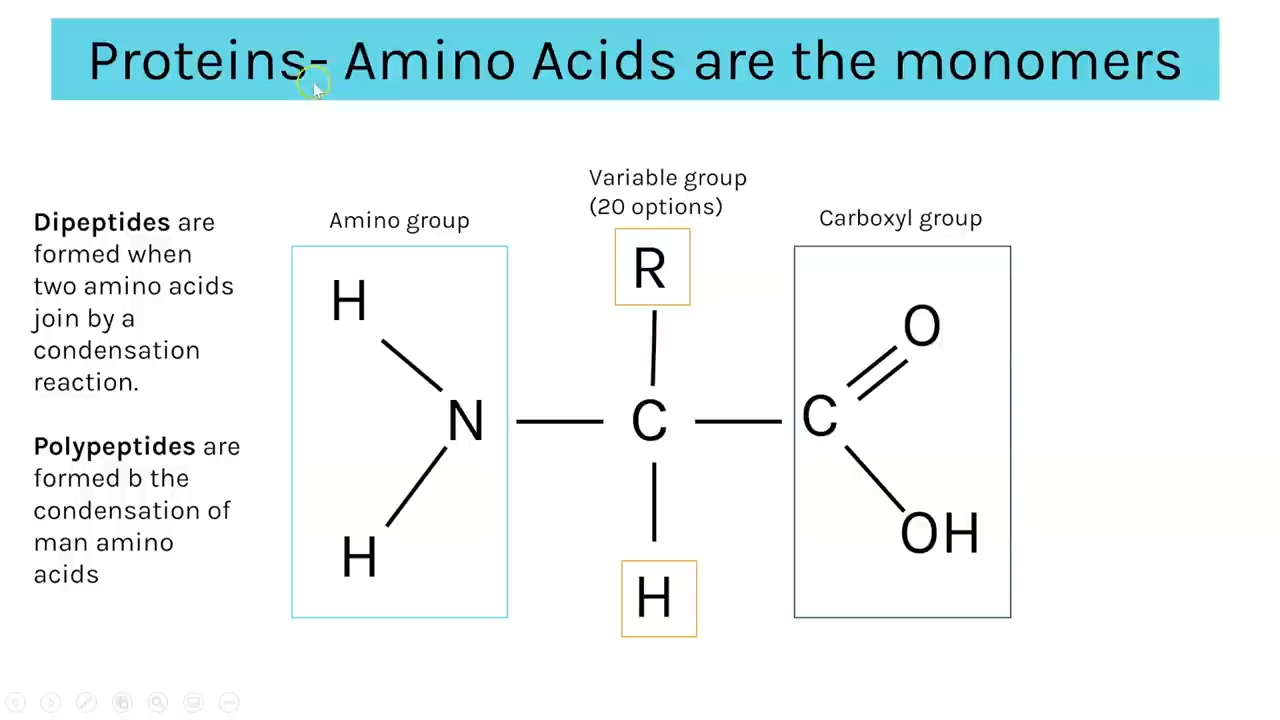 Proteins- Amino Acids are the monomers
Dipeptides are
formed when
two amino acids
join by a
condensation
reaction.
Polypeptides are
formed b the
condensation of
man amino
acids
Amino group
Variable group
(20 options)
Carboxyl group
R
H
O
N
C
C
H
OH
H